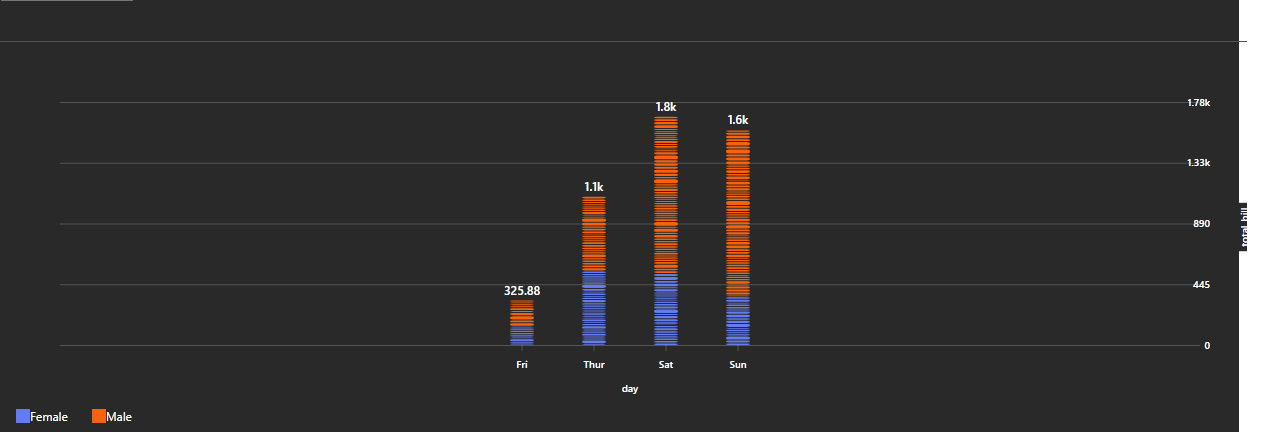 1.8k
1.78k
1.6k
1.33k
1.1k
890
total_bill
325.88
445
0
Fri
Thur
Sat
Sun
day
Female
Male